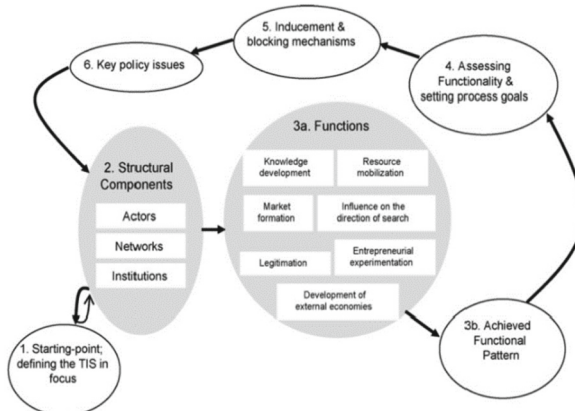 5. Inducement &
blocking mechanisms
6. Key policy issues
4. Assessing
Functionality &
setting process goals
3a. Functions
2. Structural
Components
Knowledge
development
Resource
mobilization
Actors
Market
formation
Influence on the
direction of search
Networks
Institutions
Legitimation
Entrepreneurial
experimentation
Development of
external economies
1. Starting-point;
defining the TIS in
focus
3b. Achieved
Functional
Pattern